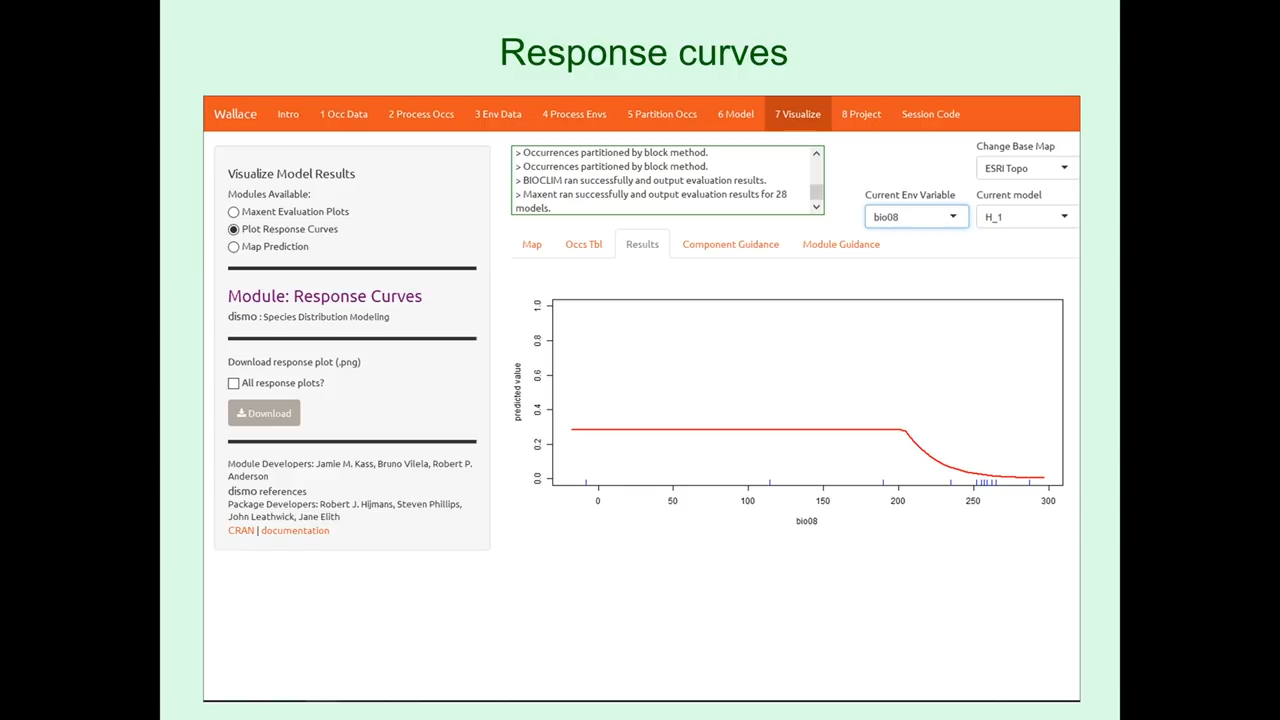 Response curves
Wallace Intro 1 Occ Data 2 Process Occs 3 Env Data 4 Process Envs 5 Partition Occs 6 Model 7 Visualize 8 Project Session Code
Visualize Model Results
Modules Available:
Maxent Evaluation Plots
Plot Response Curves
Map Prediction
Module: Response Curves
dismo : Species Distribution Modeling
Download response plot (.png)
All response plots?
Download
Module Developers: Jamie M. Kass, Bruno Vilela, Robert P.
Anderson
dismo references
Package Developers: Robert J. Hijmans, Steven Phillips,
John Leathwick, Jane Elith
CRAN | documentation
> Occurrences partitioned by block method.
> Occurrences partitioned by block method.
> BIOCLIM ran successfully and output evaluation results.
> Maxent ran successfully and output evaluation results for 28
models.
Change Base Map
ESRI Topo
Current Env Variable Current model
bio08 H_1
Map Occs Tbl Results Component Guidance Module Guidance
predicted value
1.0
0.8
0.6
0.4
0.2
0.0
0 50 100 150 200 250 300
bio08